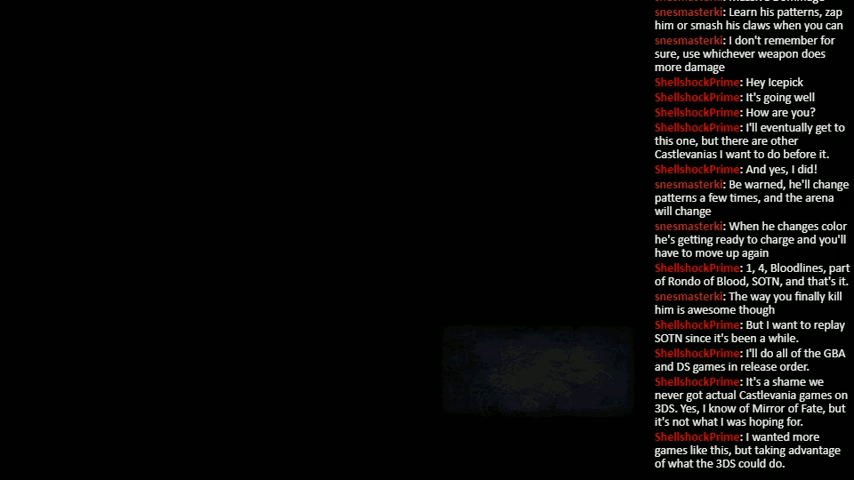 snesmasterki: Learn his patterns, zap
him or smash his claws when you can
snesmasterki: I don't remember for
sure, use whichever weapon does
more damage
ShellshockPrime: Hey Icepick
ShellshockPrime: It's going well
ShellshockPrime: How are you?
ShellshockPrime: I'll eventually get to
this one, but there are other
Castlevanias I want to do before it.
ShellshockPrime: And yes, I did!
snesmasterki: Be warned, he'll change
patterns a few times, and the arena
will change
snesmasterki: When he changes color
he's getting ready to charge and you'll
have to move up again
ShellshockPrime: 1, 4, Bloodlines, part
of Rondo of Blood, SOTN, and that's it.
snesmasterki: The way you finally kill
him is awesome though
ShellshockPrime: But I want to replay
SOTN since it's been a while.
ShellshockPrime: I'll do all of the GBA
and DS games in release order.
ShellshockPrime: It's a shame we
never got actual Castlevania games on
3DS. Yes, I know of Mirror of Fate, but
it's not what I was hoping for.
ShellshockPrime: I wanted more
games like this, but taking advantage
of what the 3DS could do.